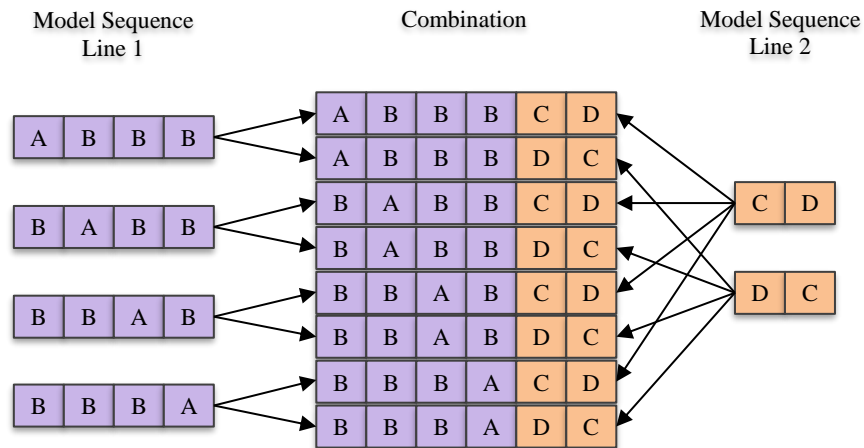 Model Sequence
Line 1
Combination
Model Sequence
Line 2
A B B B
B A B B
B B A B
B B B A
A B B B C D
A B B B D C
B A B B C D
B A B B D C
B B A B C D
B B A B D C
B B B A C D
B B B A D C
C D
D C